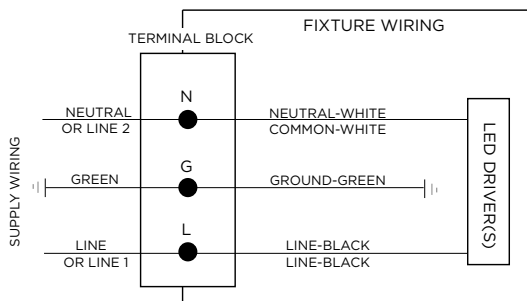 FIXTURE WIRING
TERMINAL BLOCK
N
NEUTRAL
OR LINE 2
NEUTRAL-WHITE
COMMON-WHITE
G
GREEN
GROUND-GREEN
L
LINE
OR LINE 1
LINE-BLACK
LINE-BLACK
SUPPLY WIRING
LED DRIVER(S)